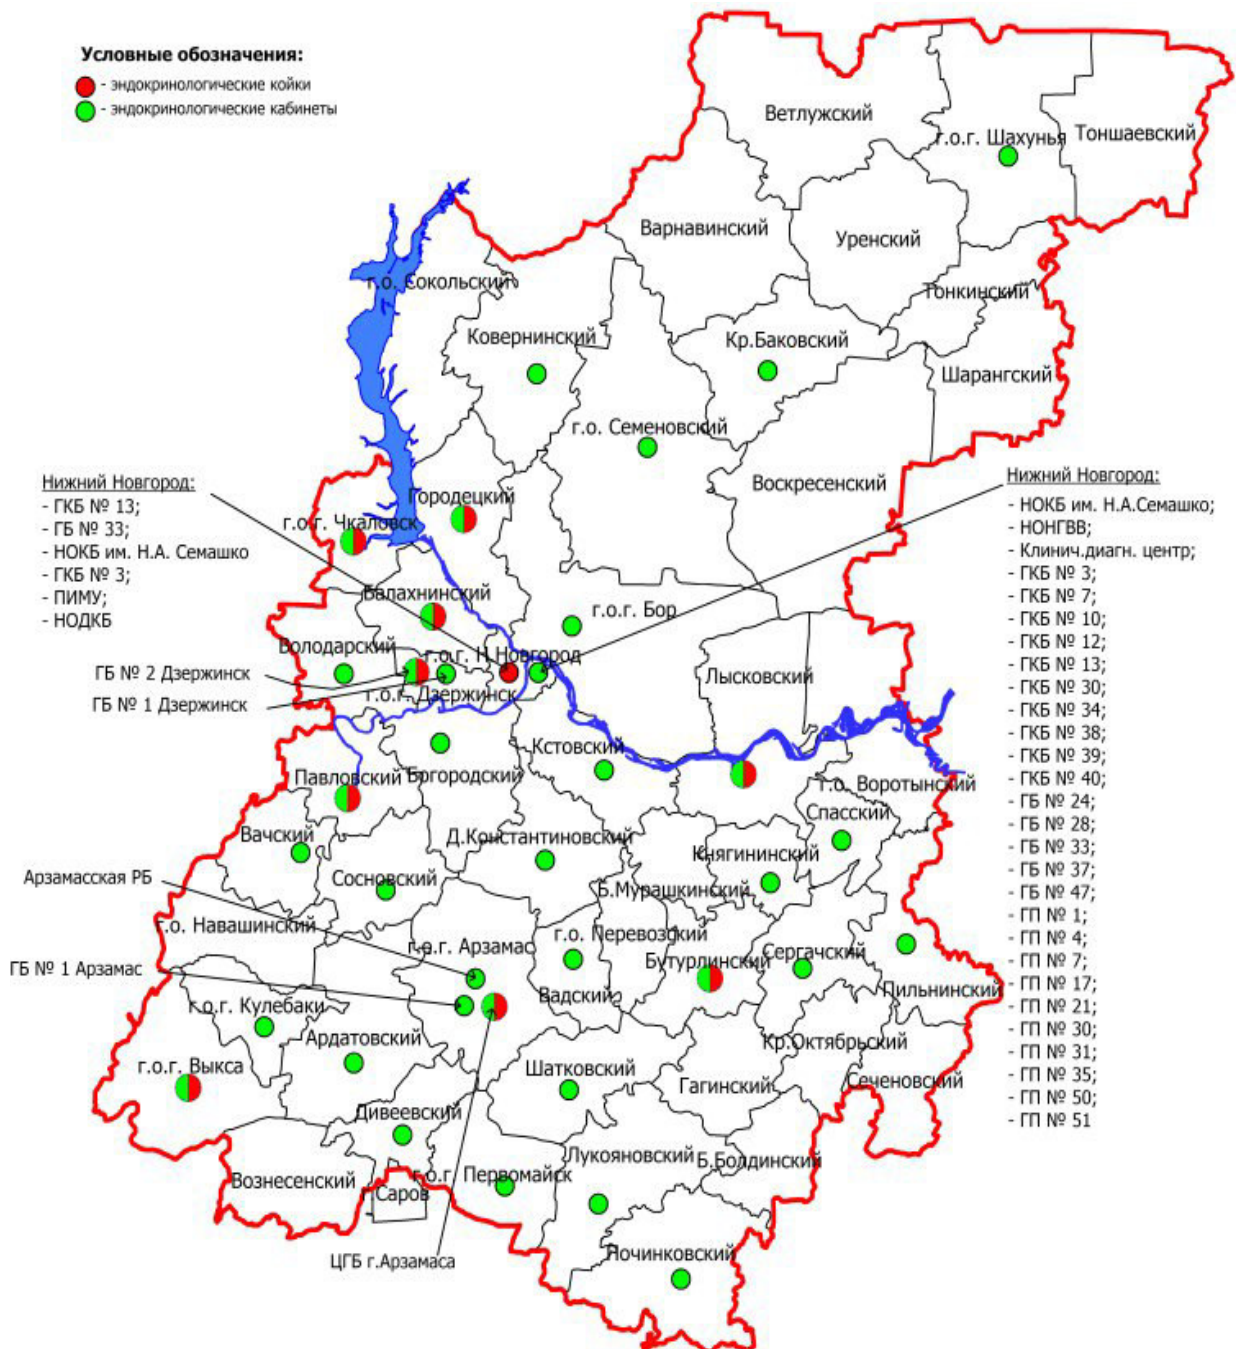 Условные обозначения:
- эндокринологические койки
- эндокринологические кабинеты
Ветлужский
г.о.г. Шахунья
Тоншаевский
Варнавинский
Уренский
г.о. Сокольский
Тонкинский
Ковернинский
Кр.Баковский
Шарангский
г.о. Семеновский
Воскресенский
Нижний Новгород:
- ГКБ № 13;
- ГБ № 33;
- НОКБ им. Н.А. Семашко
- ГКБ № 3;
- ПИМУ;
- НОДКБ
Городецкий
г.о.г. Чкаловск
Балахнинский
г.о.г. Бор
Володарский
г.о.г. Н.Новгород
ГБ № 2 Дзержинск
г.о.г. Дзержинск
ГБ № 1 Дзержинск
Лысковский
Нижний Новгород:
- НОКБ им. Н.А.Семашко;
- НОНГВВ;
- Клинич.диагн. центр;
- ГКБ № 3;
- ГКБ № 7;
- ГКБ № 10;
- ГКБ № 12;
- ГКБ № 13;
- ГКБ № 30;
- ГКБ № 34;
- ГКБ № 38;
- ГКБ № 39;
- ГКБ № 40;
- ГБ № 24;
- ГБ № 28;
- ГБ № 33;
- ГБ № 37;
- ГБ № 47;
- ГП № 1;
- ГП № 4;
- ГП № 7;
- ГП № 17;
- ГП № 21;
- ГП № 30;
- ГП № 31;
- ГП № 35;
- ГП № 50;
- ГП № 51
Кстовский
Павловский
Богородский
г.о. Воротынский
Спасский
Вачский
Д.Константиновский
Княгининский
Арзамасская РБ
Сосновский
Б.Мурашкинский
г.о. Навашинский
г.о. Перевозский
г.о.г. Арзамас
Сергачский
Бутурлинский
ГБ № 1 Арзамас
Пильнинский
Вадский
г.о.г. Кулебаки
Ардатовский
Кр.Октябрьский
г.о.г. Выкса
Шатковский
Гагинский
Сеченовский
Дивеевский
Лукояновский
Б.Болдинский
Вознесенский
г.о.г. Первомайск
Саров
ЦГБ г.Арзамаса
Починковский